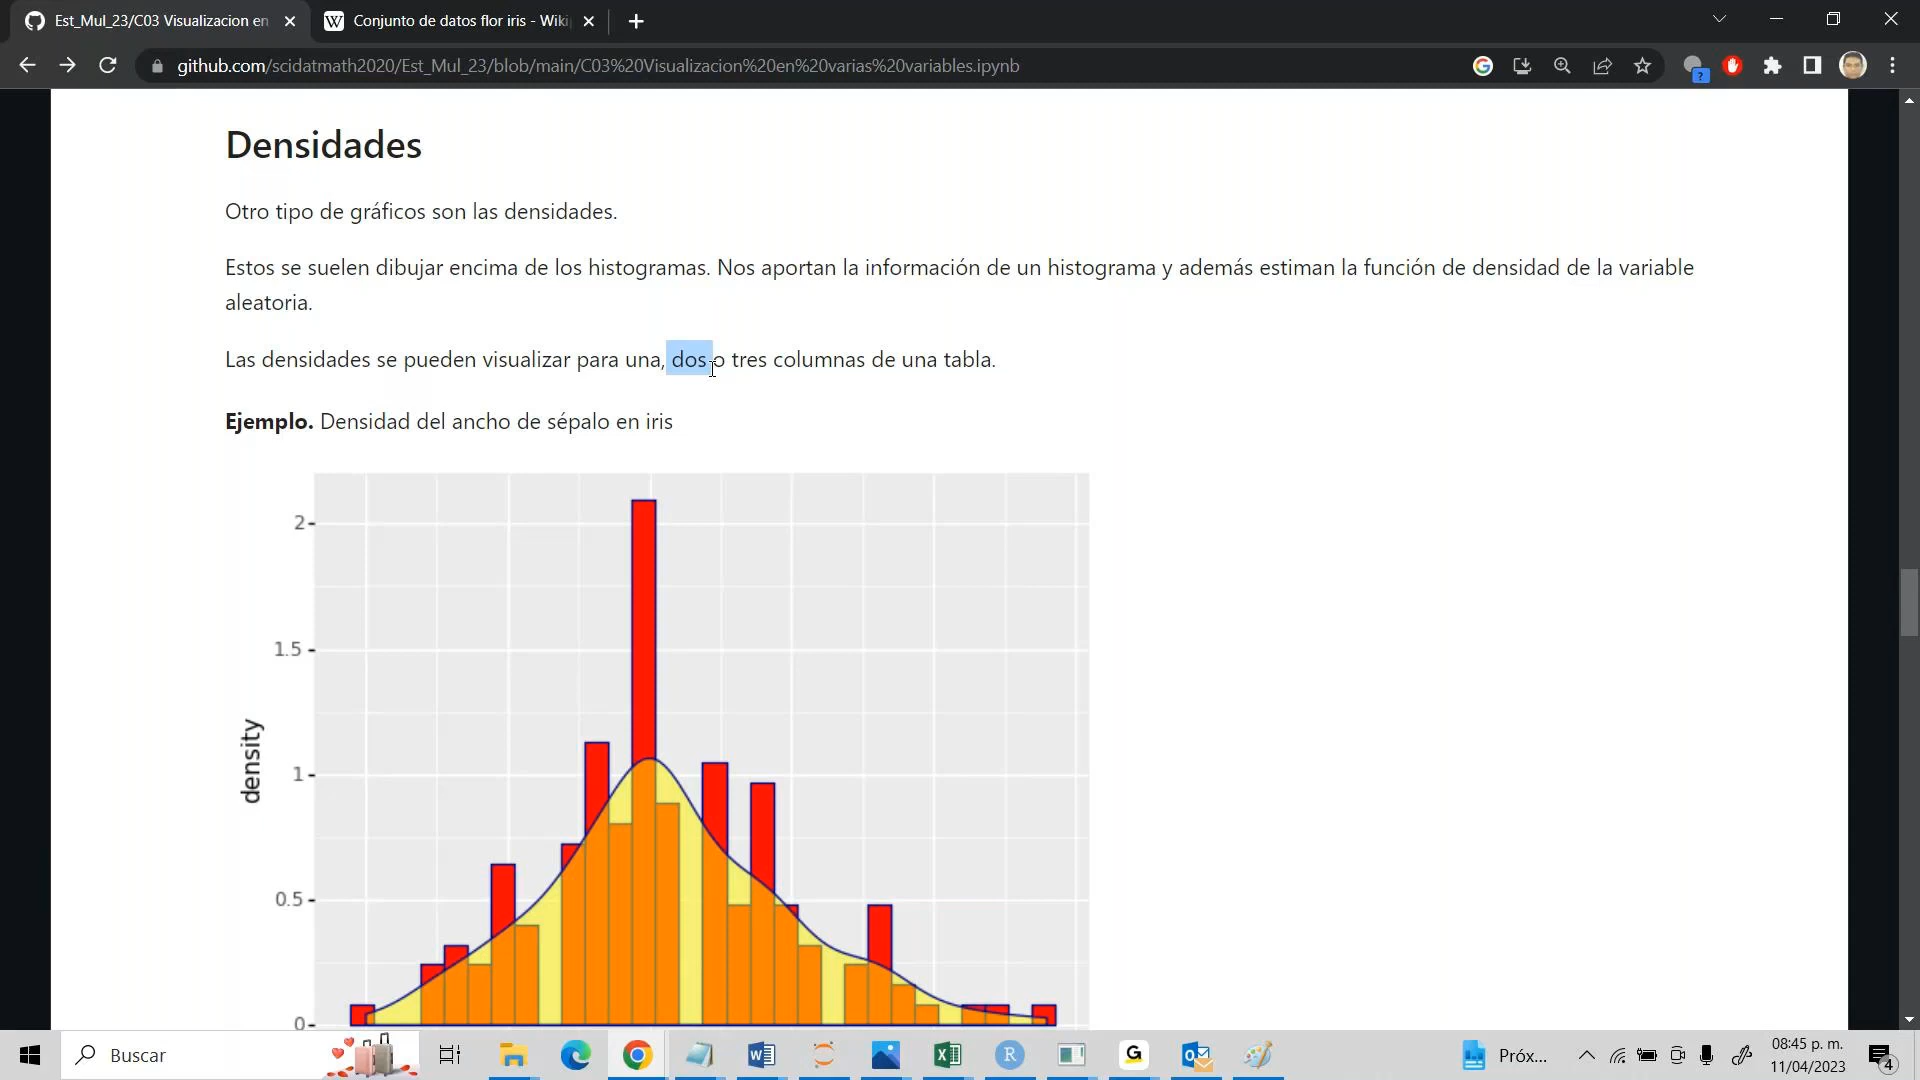 Est_Mul_23/C03 Visualizacion en
Conjunto de datos flor iris - Wiki
github.com/scidatmath2020/Est_Mul_23/blob/main/C03%20Visualizacion%20en%20varias%20variables.ipynb
Densidades
Otro tipo de gráficos son las densidades.
Estos se suelen dibujar encima de los histogramas. Nos aportan la información de un histograma y además estiman la función de densidad de la variable
aleatoria.
Las densidades se pueden visualizar para una, dos o tres columnas de una tabla.
Ejemplo. Densidad del ancho de sépalo en iris
2
1.5
1
0.5
0
density
Buscar
Próx...
08:45 p. m.
11/04/2023
4